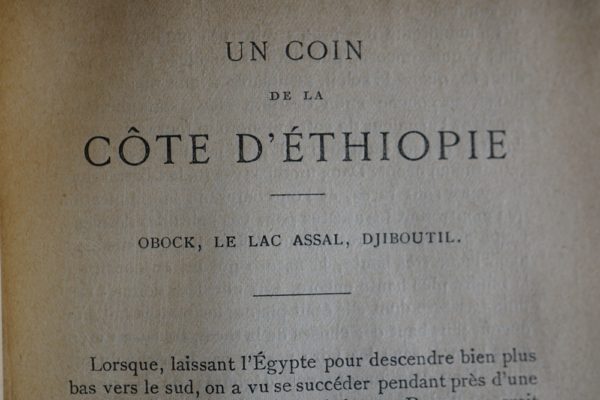 UN COIN
DE LA
CÔTE D'ÉTHIOPIE
OBOCK, LE LAC ASSAL, DJIBOUTIL.
Lorsque, laissant l'Égypte pour descendre bien plus
bas vers le sud, on a vu se succéder pendant près d'une